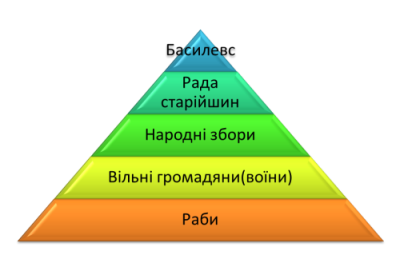 Басилевс
Рада
старійшин
Народні збори
Вільні громадяни(воїни)
Раби